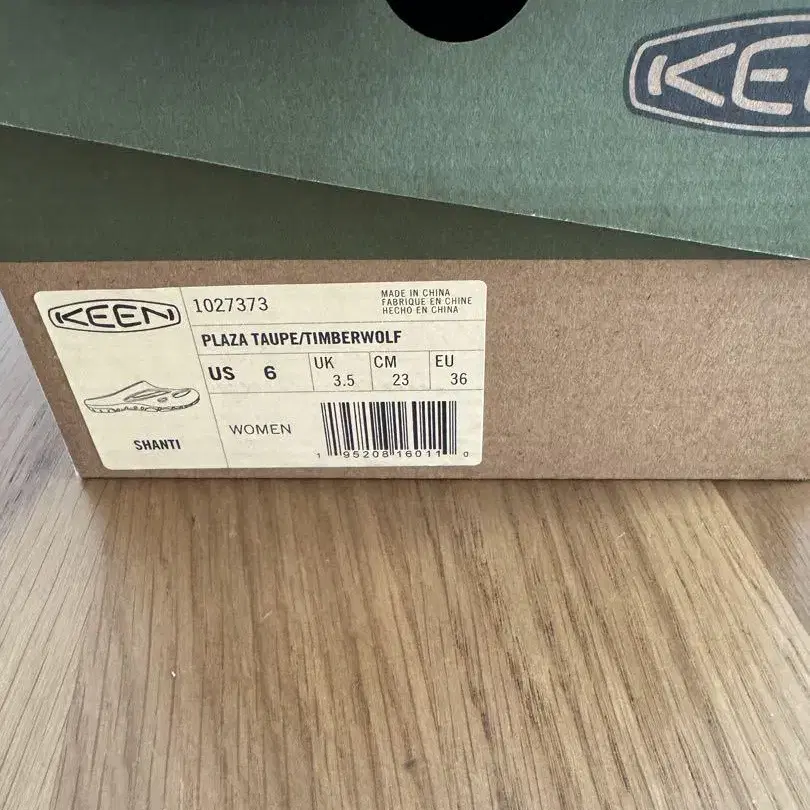 KEEN
KEEN
1027373
MADE IN CHINA
FABRIQUE EN CHINE
HECHO EN CHINA
PLAZA TAUPE/TIMBERWOLF
US 6
UK 3.5
CM 23
EU 36
SHANTI
WOMEN
1 95208 16011 0